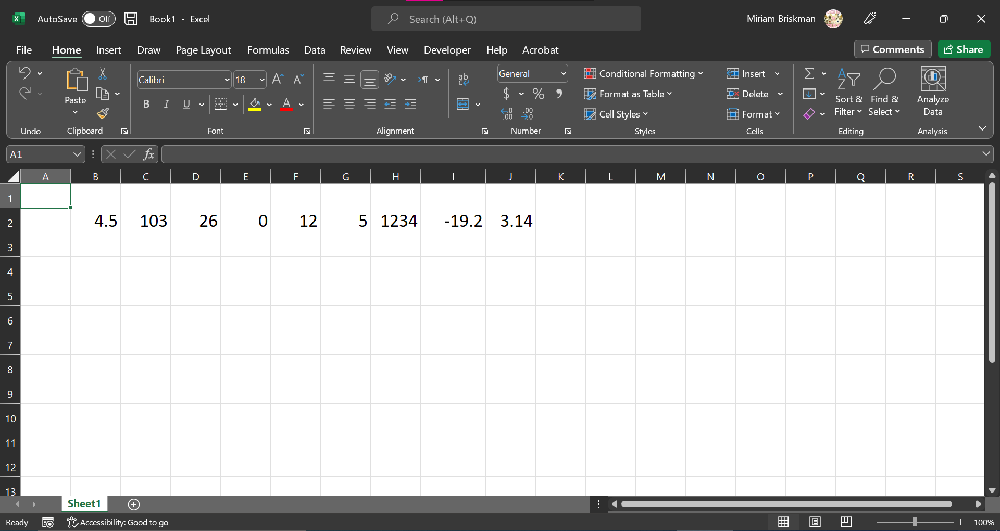 AutoSave Off Book1 - Excel Search (Alt+Q) Miriam Briskman
File Home Insert Draw Page Layout Formulas Data Review View Developer Help Acrobat Comments Share
Calibri 18 General Conditional Formatting Insert
Paste B I U A $ % Format as Table Delete Sort & Filter Find & Select Analyze Data
Cell Styles Format
Undo Clipboard Font Alignment Number Styles Cells Editing Analysis
A1 fx
A B C D E F G H I J K L M N O P Q R S
1
2 4.5 103 26 0 12 5 1234 -19.2 3.14
3
4
5
6
7
8
9
10
11
12
13
Sheet1
Ready Accessibility: Good to go 100%